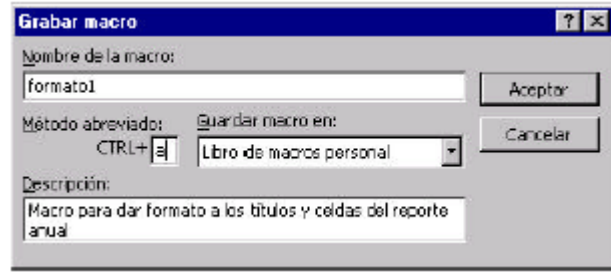 Grabar macro
Nombre de la macro:
formato1
Aceptar
Método abreviado:
Guardar macro en:
CTRL+ a
Libro de macros personal
Cancelar
Descripción:
Macro para dar formato a los títulos y celdas del reporte
anual